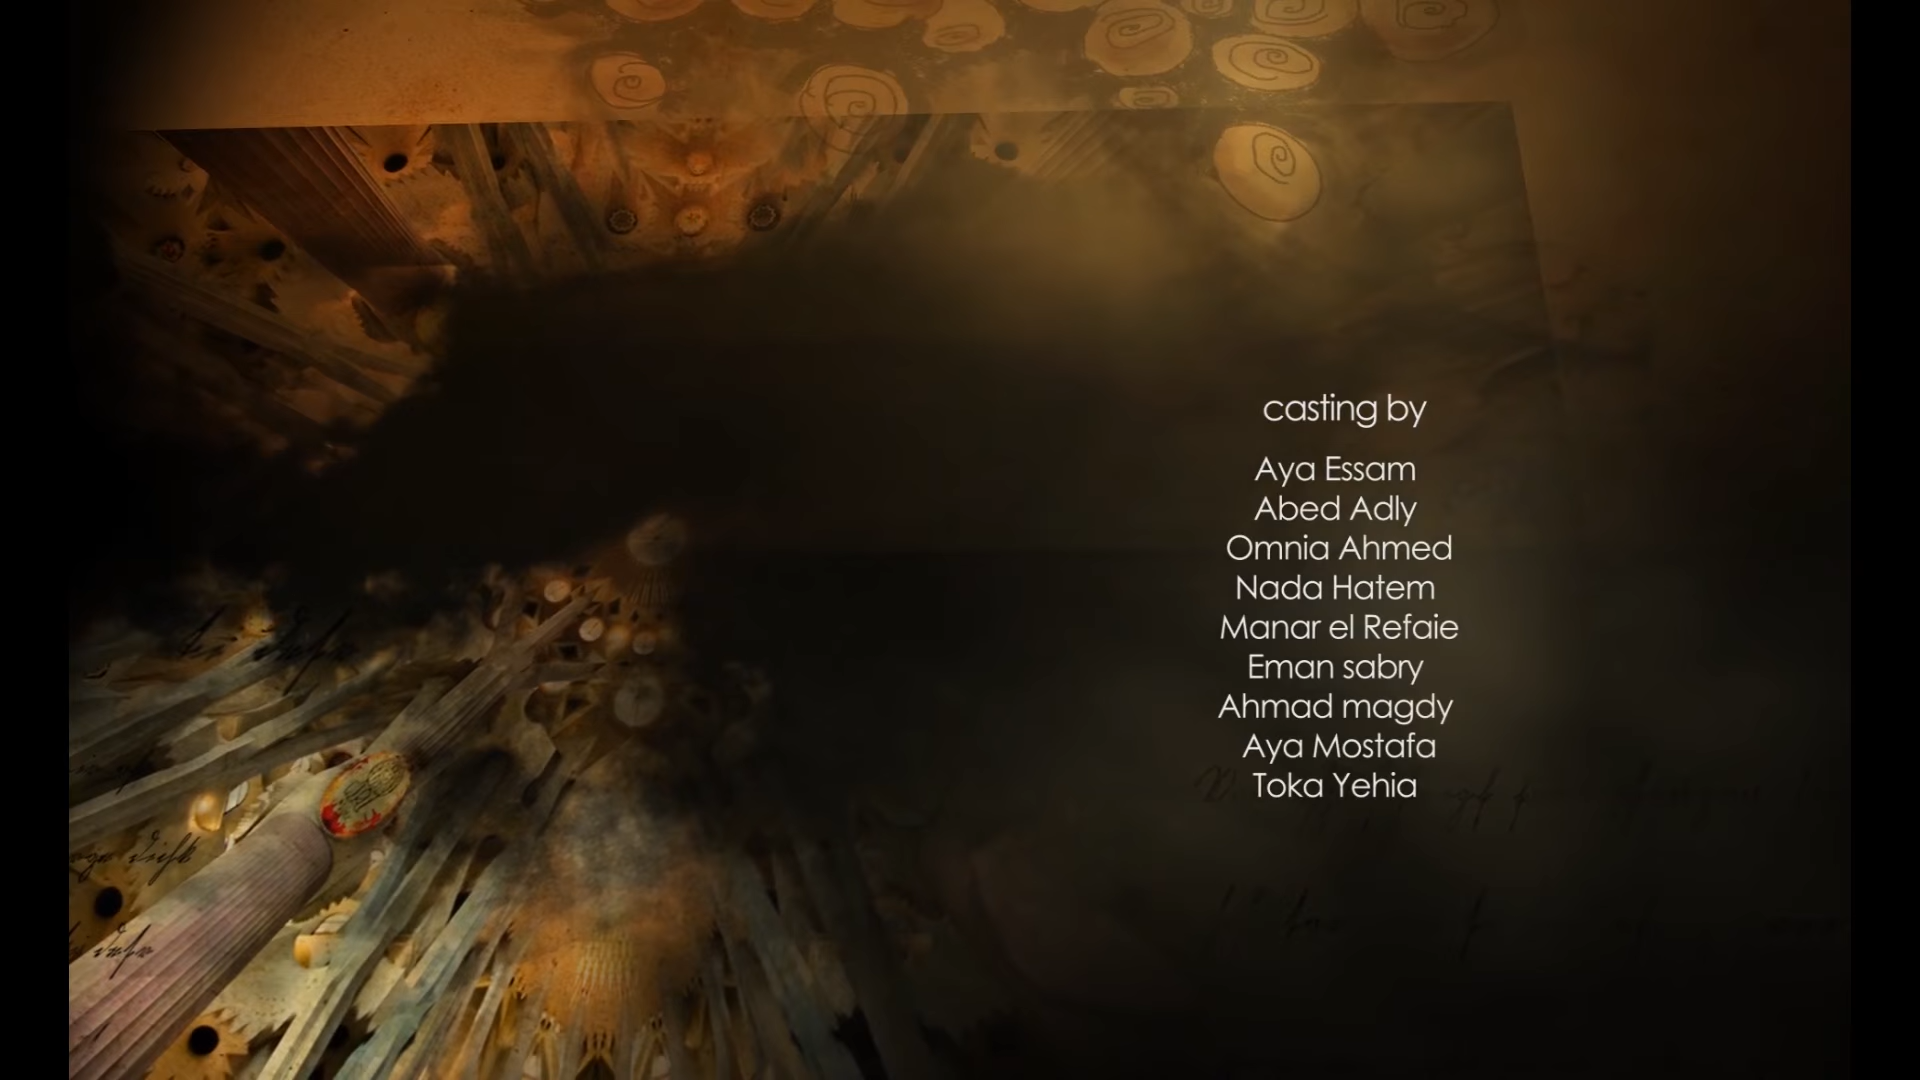 casting by
Aya Essam
Abed Adly
Omnia Ahmed
Nada Hatem
Manar el Refaie
Eman sabry
Ahmad magdy
Aya Mostafa
Toka Yehia